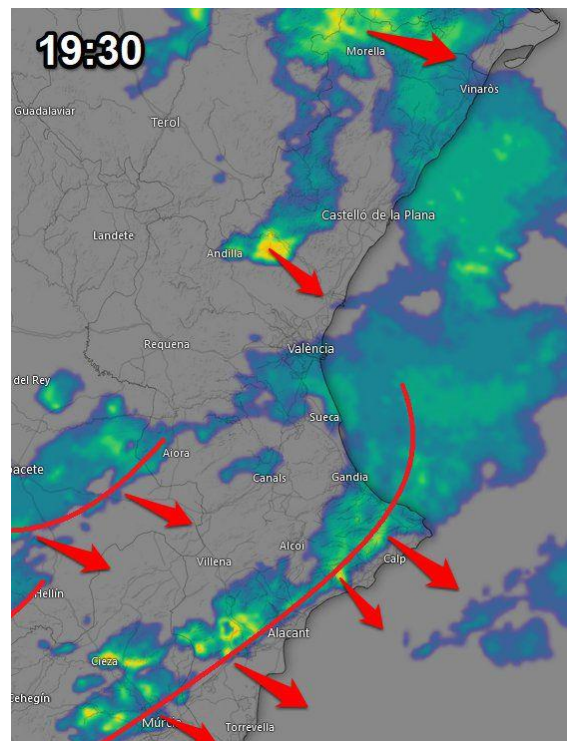 19:30
Morella
Vinaròs
Guadalaviar
Terol
Castelló de la Plana
Landete
Andilla
Requena
València
del Rey
Sueca
Aiora
acete
Canals
Gandia
Alcoi
Villena
Calp
Hellín
Alacant
Cieza
Cehegín
Múrcia
Torrevella